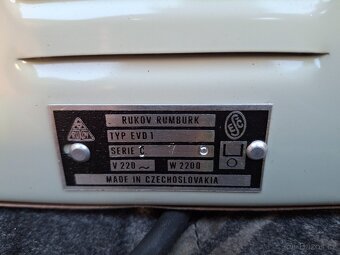 RUKOV RUMBURK
TYP EVD 1
SERIE C
V 220 ~ W 2200
MADE IN CZECHOSLOVAKIA